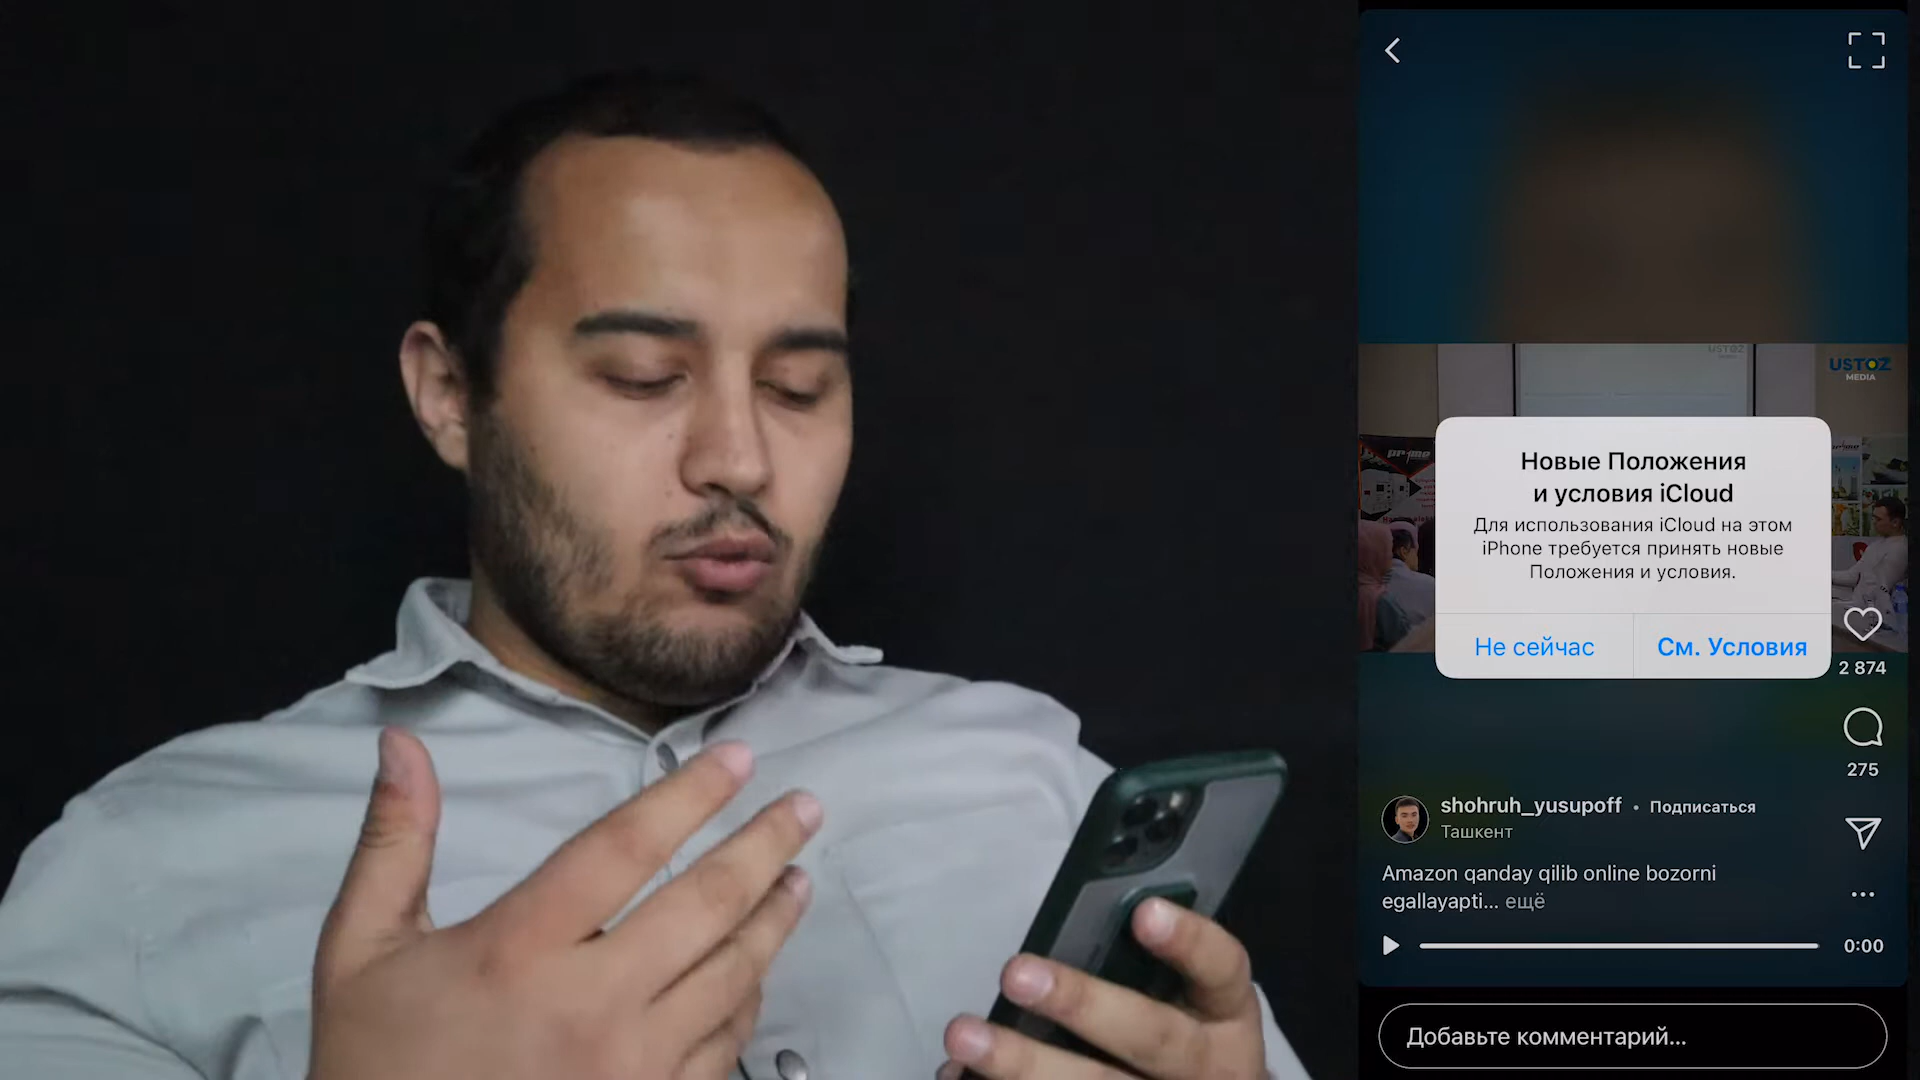 USTOZ
USTOZ
MEDIA
prime
Новые Положения
и условия iCloud
Для использования iCloud на этом
iPhone требуется принять новые
Положения и условия.
Не сейчас
См. Условия
2 874
275
shohruh_yusupoff • Подписаться
Ташкент
Amazon qanday qilib online bozorni
egallayapti... ещё
0:00
Добавьте комментарий...